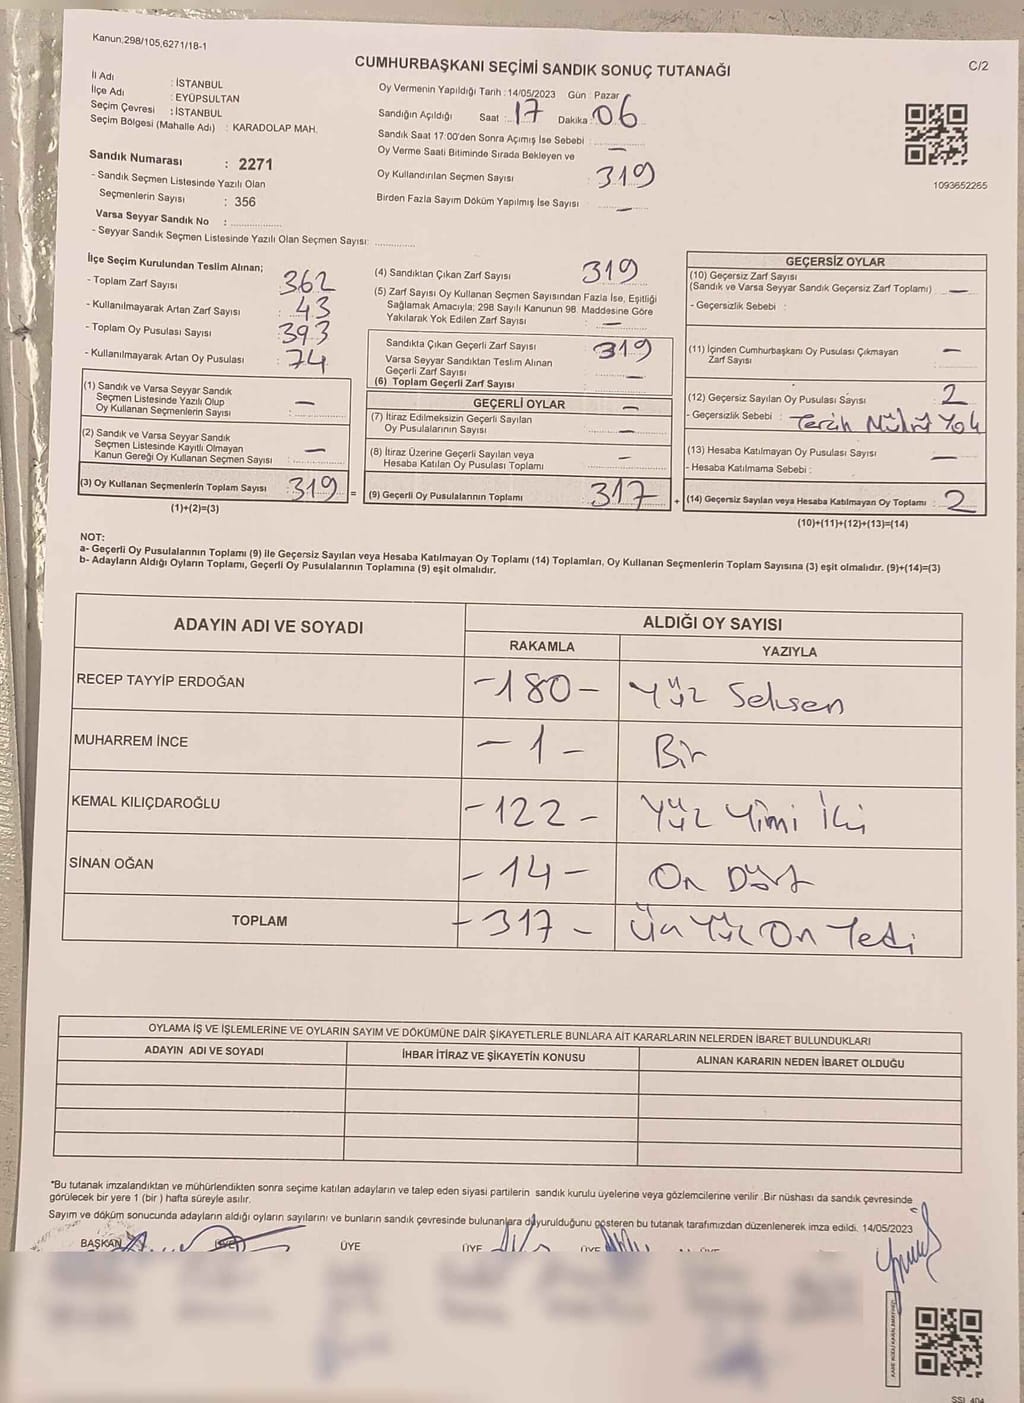 Kanun,298/105,6271/18-1
C/2
CUMHURBAŞKANI SEÇİMİ SANDIK SONUÇ TUTANAĞI
İl Adı : İSTANBUL
İlçe Adı : EYÜPSULTAN
Seçim Çevresi : İSTANBUL
Seçim Bölgesi (Mahalle Adı) : KARADOLAP MAH.
Sandık Numarası : 2271
- Sandık Seçmen Listesinde Yazılı Olan
Seçmenlerin Sayısı : 356
Varsa Seyyar Sandık No : ...............
- Seyyar Sandık Seçmen Listesinde Yazılı Olan Seçmen Sayısı: ............
Oy Vermenin Yapıldığı Tarih : 14/05/2023 Gün : Pazar
Sandığın Açıldığı Saat : 17 Dakika : 06
Sandık Saat 17:00'den Sonra Açımış İse Sebebi : —
Oy Verme Saati Bitiminde Sırada Bekleyen ve
Oy Kullandırılan Seçmen Sayısı : 319
Birden Fazla Sayım Döküm Yapılmış İse Sayısı —
1093652265
İlçe Seçim Kurulundan Teslim Alınan;
- Toplam Zarf Sayısı : 362
- Kullanılmayarak Artan Zarf Sayısı : 43
- Toplam Oy Pusulası Sayısı : 393
- Kullanılmayarak Artan Oy Pusulası : 74
(1) Sandık ve Varsa Seyyar Sandık
Seçmen Listesinde Yazılı Olup
Oy Kullanan Seçmenlerin Sayısı : —
(2) Sandık ve Varsa Seyyar Sandık
Seçmen Listesinde Kayıtlı Olmayan
Kanun Gereği Oy Kullanan Seçmen Sayısı : —
(3) Oy Kullanan Seçmenlerin Toplam Sayısı : 319 =
(1)+(2)=(3)
(4) Sandıktan Çıkan Zarf Sayısı : 319
(5) Zarf Sayısı Oy Kullanan Seçmen Sayısından Fazla İse, Eşitliği
Sağlamak Amacıyla; 298 Sayılı Kanunun 98. Maddesine Göre
Yakılarak Yok Edilen Zarf Sayısı : —
Sandıkta Çıkan Geçerli Zarf Sayısı : 319
Varsa Seyyar Sandıktan Teslim Alınan
Geçerli Zarf Sayısı : —
(6) Toplam Geçerli Zarf Sayısı
GEÇERLİ OYLAR —
(7) İtiraz Edilmeksizin Geçerli Sayılan
Oy Pusulalarının Sayısı : —
(8) İtiraz Üzerine Geçerli Sayılan veya
Hesaba Katılan Oy Pusulası Toplamı —
(9) Geçerli Oy Pusulalarının Toplamı : 317 +
GEÇERSİZ OYLAR
(10) Geçersiz Zarf Sayısı
(Sandık ve Varsa Seyyar Sandık Geçersiz Zarf Toplamı) : —
- Geçersizlik Sebebi :
(11) İçinden Cumhurbaşkanı Oy Pusulası Çıkmayan
Zarf Sayısı : —
(12) Geçersiz Sayılan Oy Pusulası Sayısı : 2
- Geçersizlik Sebebi : Tercih Mührü Yok
(13) Hesaba Katılmayan Oy Pusulası Sayısı : —
- Hesaba Katılmama Sebebi :
(14) Geçersiz Sayılan veya Hesaba Katılmayan Oy Toplamı : 2
(10)+(11)+(12)+(13)=(14)
NOT:
a- Geçerli Oy Pusulalarının Toplamı (9) ile Geçersiz Sayılan veya Hesaba Katılmayan Oy Toplamı (14) Toplamları, Oy Kullanan Seçmenlerin Toplam Sayısına (3) eşit olmalıdır. (9)+(14)=(3)
b- Adayların Aldığı Oyların Toplamı, Geçerli Oy Pusulalarının Toplamına (9) eşit olmalıdır.
ADAYIN ADI VE SOYADI
ALDIĞI OY SAYISI
RAKAMLA
YAZIYLA
RECEP TAYYİP ERDOĞAN -180- Yüz Seksen
MUHARREM İNCE -1- Bir
KEMAL KILIÇDAROĞLU -122- Yüz Yimi İki
SİNAN OĞAN -14- On Dört
TOPLAM -317- Üç Yüz On Yedi
OYLAMA İŞ VE İŞLEMLERİNE VE OYLARIN SAYIM VE DÖKÜMÜNE DAİR ŞİKAYETLERLE BUNLARA AİT KARARLARIN NELERDEN İBARET BULUNDUKLARI
ADAYIN ADI VE SOYADI
İHBAR İTİRAZ VE ŞİKAYETİN KONUSU
ALINAN KARARIN NEDEN İBARET OLDUĞU
*Bu tutanak imzalandıktan ve mühürlendikten sonra seçime katılan adayların ve talep eden siyasi partilerin sandık kurulu üyelerine veya gözlemcilerine verilir .Bir nüshası da sandık çevresinde
görülecek bir yere 1 (bir ) hafta süreyle asılır.
Sayım ve döküm sonucunda adayların aldığı oyların sayılarını ve bunların sandık çevresinde bulunanlara duyurulduğunu gösteren bu tutanak tarafımızdan düzenlenerek imza edildi. 14/05/2023
BAŞKAN ÜYE ÜYE ÜYE ÜYE
KARE KODU KARALAMAYINIZ!